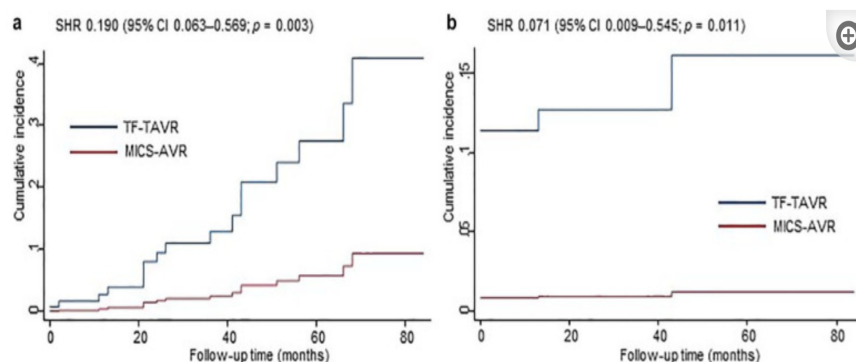 a SHR 0.190 (95% CI 0.063–0.569; p = 0.003)
Cumulative incidence
.4
.3
.2
.1
0
TF-TAVR
MICS-AVR
0 20 40 60 80
Follow-up time (months)
b SHR 0.071 (95% CI 0.009–0.545; p = 0.011)
Cumulative incidence
.15
.1
.05
0
TF-TAVR
MICS-AVR
0 20 40 60 80
Follow-up time (months)